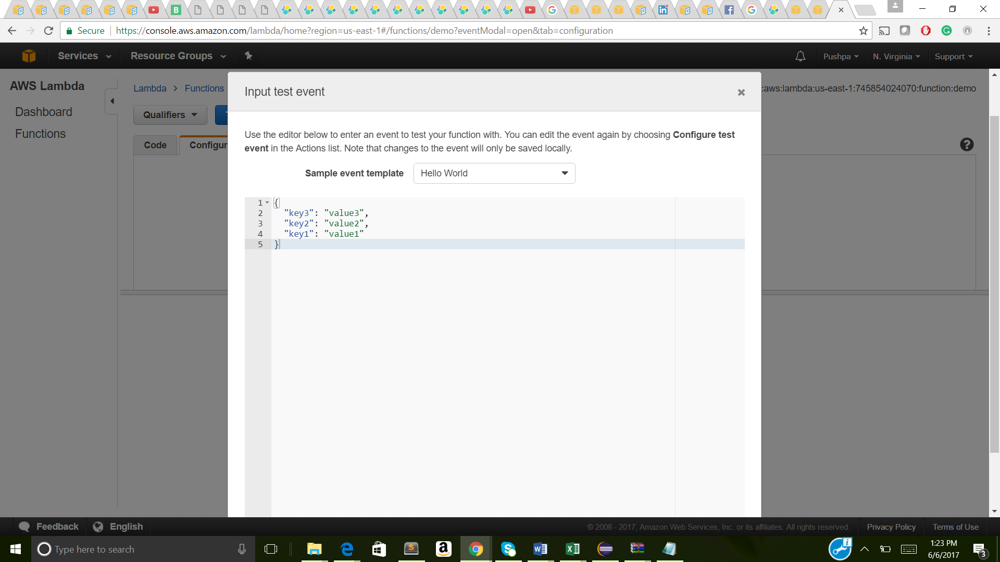 B
Secure
https://console.aws.amazon.com/lambda/home?region=us-east-1#/functions/demo?eventModal=open&tab=configuration
Services
Resource Groups
Pushpa
N. Virginia
Support
AWS Lambda
Dashboard
Functions
Lambda > Functions
:aws:lambda:us-east-1:745854024070:function:demo
Qualifiers
Code
Configur
Input test event
Use the editor below to enter an event to test your function with. You can edit the event again by choosing Configure test
event in the Actions list. Note that changes to the event will only be saved locally.
Sample event template
Hello World
1 {
2 "key3": "value3",
3 "key2": "value2",
4 "key1": "value1"
5 }
Feedback
English
© 2008 - 2017, Amazon Web Services, Inc. or its affiliates. All rights reserved.
Privacy Policy
Terms of Use
Type here to search
1:23 PM
6/6/2017
3